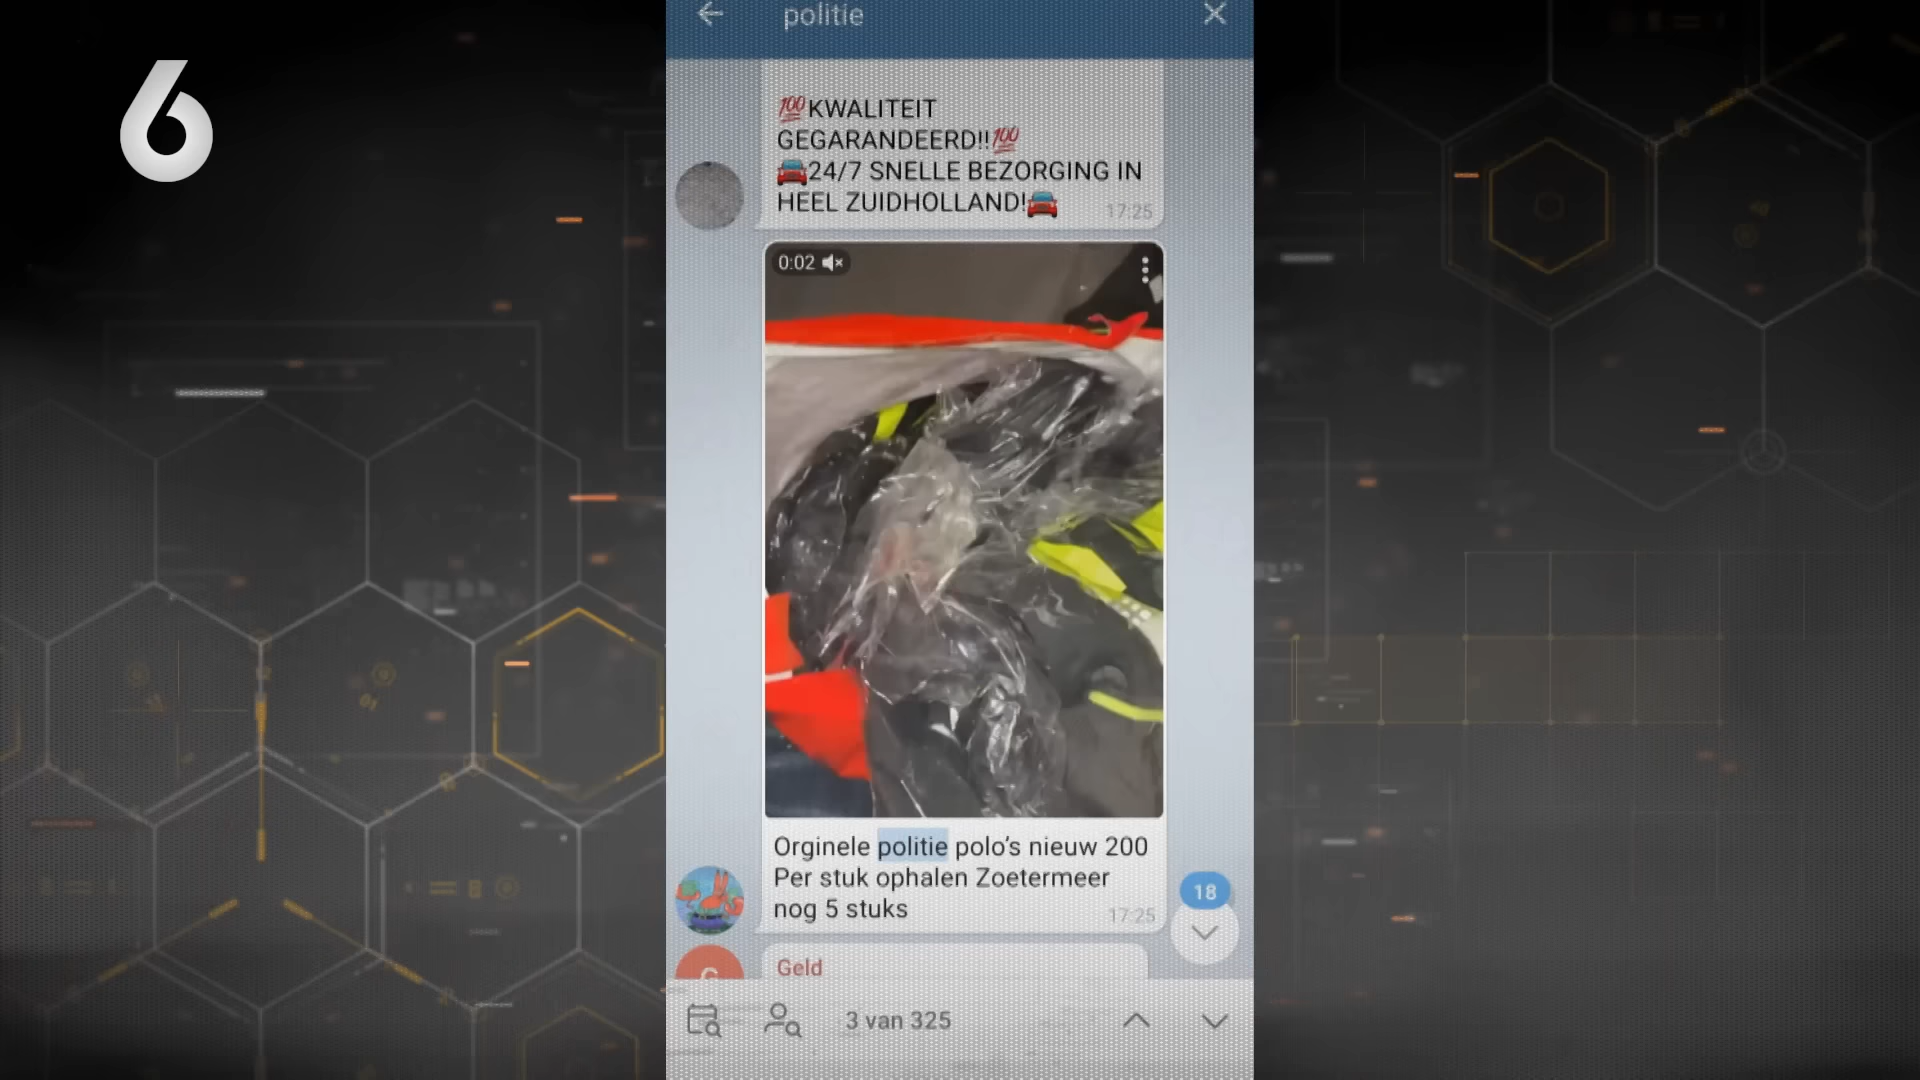 6
politie
💯KWALITEIT
GEGARANDEERD!!💯
🚘24/7 SNELLE BEZORGING IN
HEEL ZUIDHOLLAND!🚘
17:25
0:02
Orginele politie polo's nieuw 200
Per stuk ophalen Zoetermeer
nog 5 stuks
17:25
18
Geld
3 van 325